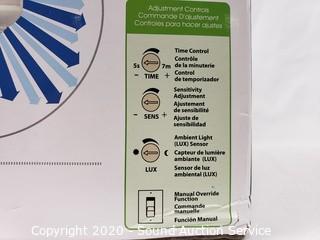 Adjustment Controls
Commande D'ajustement
Controles para hacer ajustes
5s 7m
- TIME +
Time Control
Contrôle
de la minuterie
Control
de temporizador
- SENS +
Sensitivity
Adjustment
Ajustement
de sensibilité
Ajuste de
sensibilidad
LUX
Ambient Light
(LUX) Sensor
Capteur de lumière
ambiante (LUX)
Sensor de luz
ambiental (LUX)
Manual Override
Function
Commande
manuelle
Función Manual
Copyright 2020 - Sound Auction Service